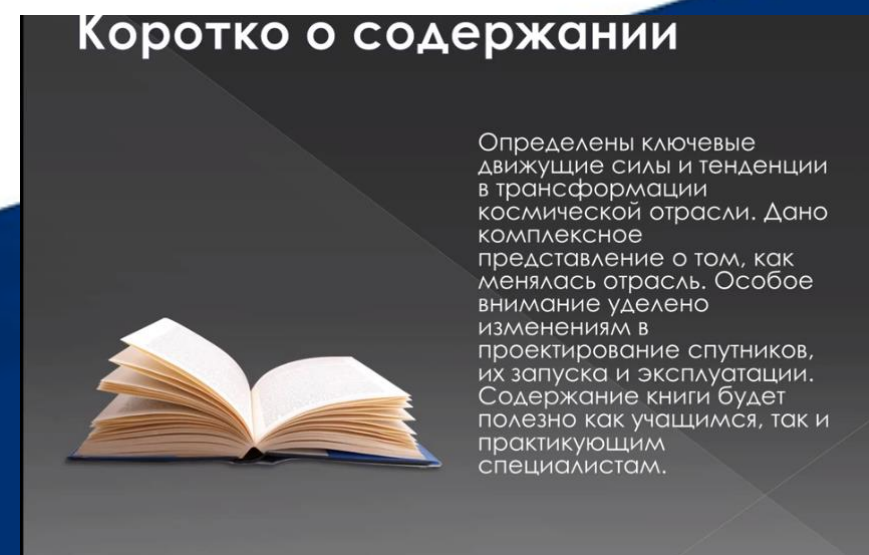 Коротко о содержании
Определены ключевые
движущие силы и тенденции
в трансформации
космической отрасли. Дано
комплексное
представление о том, как
менялась отрасль. Особое
внимание уделено
изменениям в
проектирование спутников,
их запуска и эксплуатации.
Содержание книги будет
полезно как учащимся, так и
практикующим
специалистам.